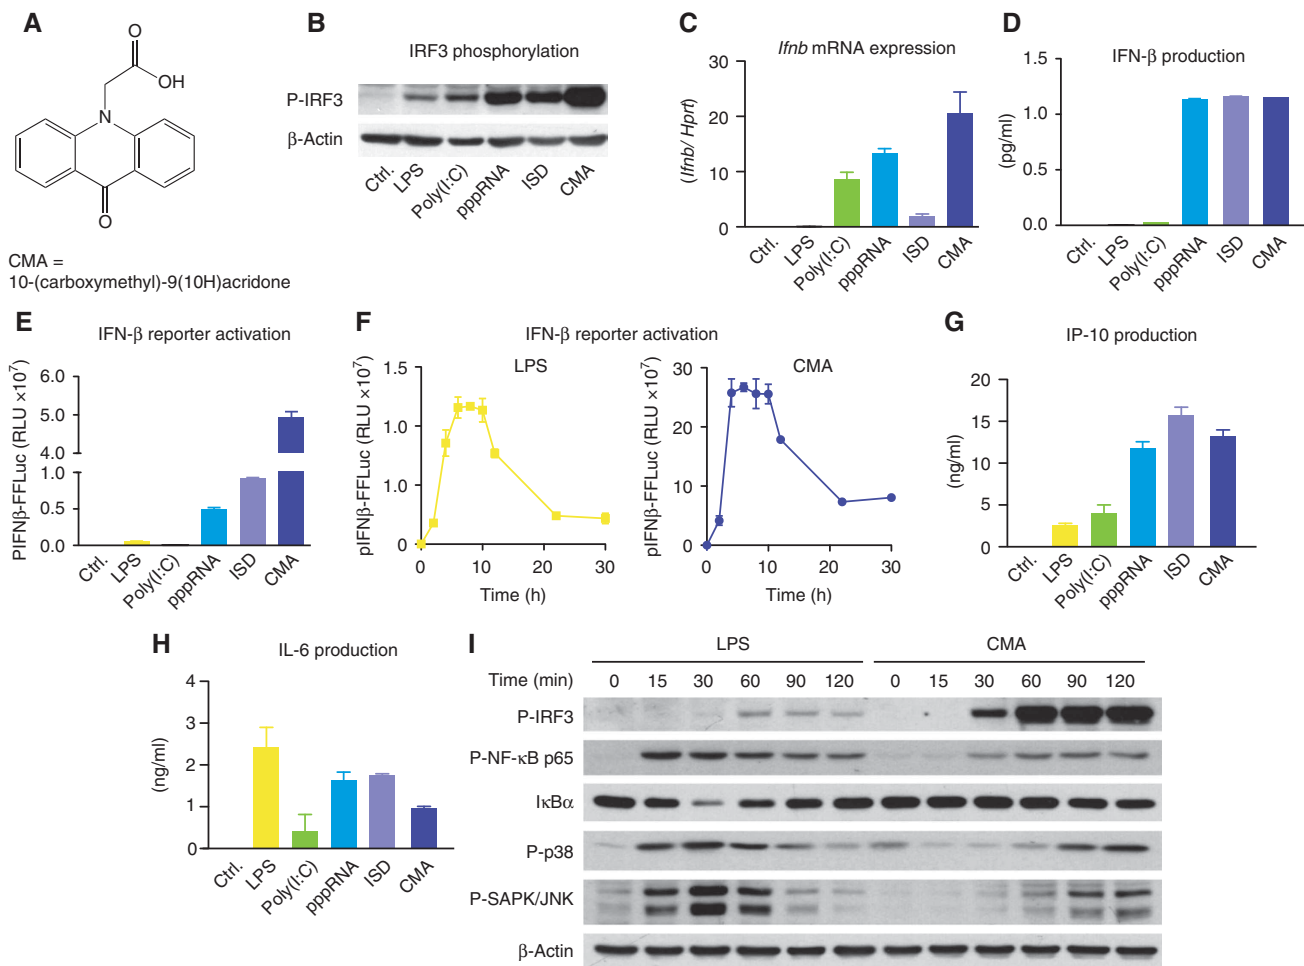 A
O
OH
N
O
CMA =
10-(carboxymethyl)-9(10H)acridone
B
IRF3 phosphorylation
P-IRF3
β-Actin
Ctrl.
LPS
Poly(I:C)
pppRNA
ISD
CMA
C
Ifnb mRNA expression
(Ifnb/ Hprt)
30
20
10
0
Ctrl.
LPS
Poly(I:C)
pppRNA
ISD
CMA
D
IFN-β production
(pg/ml)
1.5
1.0
0.5
0.0
Ctrl.
LPS
Poly(I:C)
pppRNA
ISD
CMA
E
IFN-β reporter activation
PIFNβ-FFLuc (RLU ×10⁷)
6.0
5.0
4.0
1.0
0.5
0.0
Ctrl.
LPS
Poly(I:C)
pppRNA
ISD
CMA
F
IFN-β reporter activation
LPS
pIFNβ-FFLuc (RLU ×10⁷)
1.5
1.0
1.0
0
0
10
20
30
Time (h)
CMA
pIFNβ-FFLuc (RLU ×10⁷)
30
20
10
0
0
10
20
30
Time (h)
G
IP-10 production
(ng/ml)
20
15
10
5
0
Ctrl.
LPS
Poly(I:C)
pppRNA
ISD
CMA
H
IL-6 production
(ng/ml)
4
3
2
1
0
Ctrl.
LPS
Poly(I:C)
pppRNA
ISD
CMA
I
LPS CMA
Time (min) 0 15 30 60 90 120 0 15 30 60 90 120
P-IRF3
P-NF-κB p65
IκBα
P-p38
P-SAPK/JNK
β-Actin